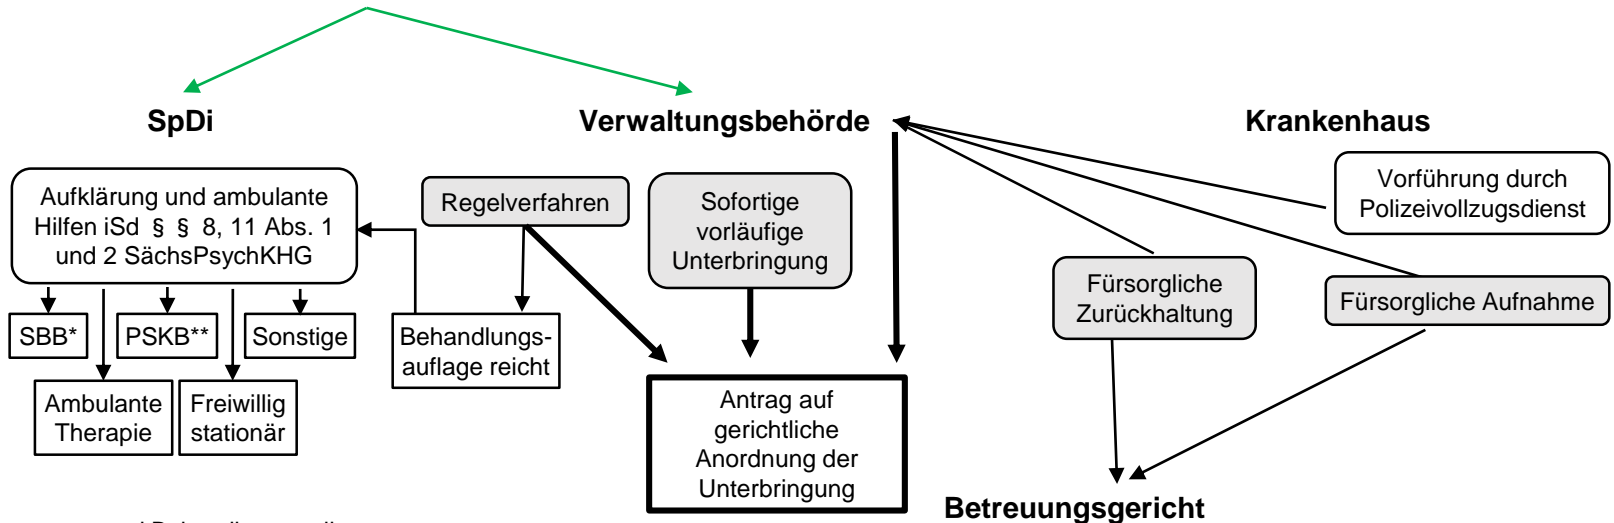 SpDi
Verwaltungsbehörde
Krankenhaus
Aufklärung und ambulante
Hilfen iSd § § 8, 11 Abs. 1
und 2 SächsPsychKHG
Regelverfahren
Sofortige
vorläufige
Unterbringung
Vorführung durch
Polizeivollzugsdienst
Fürsorgliche
Zurückhaltung
Fürsorgliche Aufnahme
SBB*
PSKB**
Sonstige
Behandlungs-
auflage reicht
Ambulante
Therapie
Freiwillig
stationär
Antrag auf
gerichtliche
Anordnung der
Unterbringung
Betreuungsgericht